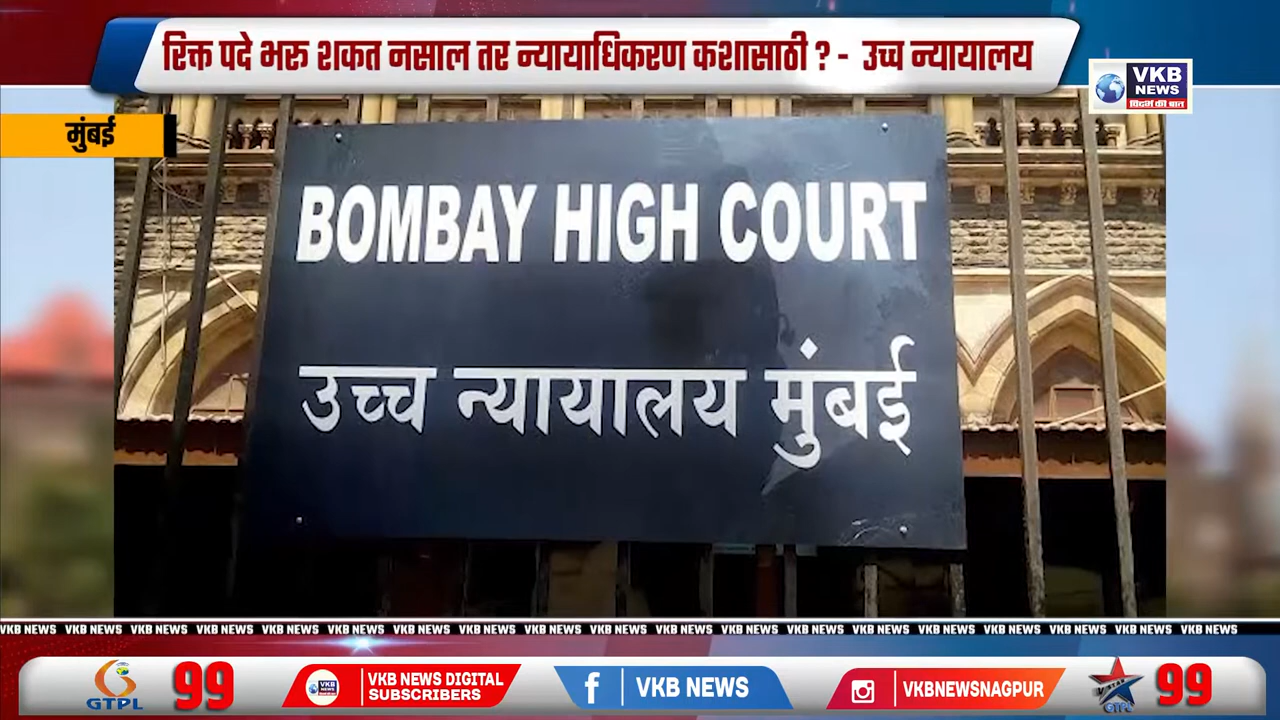 रिक्त पदे भरु शकत नसाल तर न्यायाधिकरण कशासाठी ? - उच्च न्यायालय
VKB
NEWS
विदर्भ की बात
मुंबई
BOMBAY HIGH COURT
उच्च न्यायालय मुंबई
VKB NEWS VKB NEWS VKB NEWS VKB NEWS VKB NEWS VKB NEWS VKB NEWS VKB NEWS VKB NEWS VKB NEWS VKB NEWS VKB NEWS VKB NEWS VKB NEWS VKB NEWS VKB NEWS VKB NEWS VKB NEWS VKB NEWS
GTPL
99
VKB
NEWS
VKB NEWS DIGITAL
SUBSCRIBERS
f
VKB NEWS
VKBNEWSNAGPUR
V STAR
GTPL
99